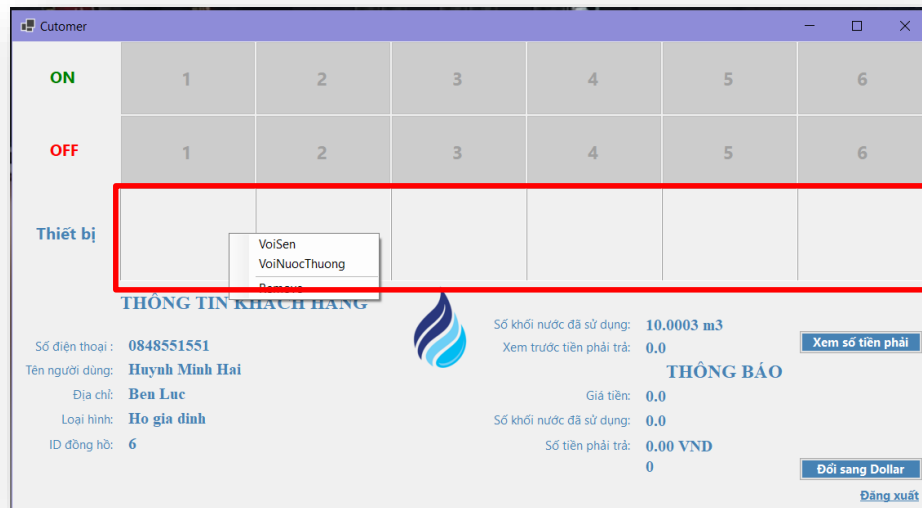 Cutomer
ON 1 2 3 4 5 6
OFF 1 2 3 4 5 6
Thiết bị
VoiSen
VoiNuocThuong
Remove
THÔNG TIN KHÁCH HÀNG
Số điện thoại : 0848551551
Tên người dùng: Huynh Minh Hai
Địa chỉ: Ben Luc
Loại hình: Ho gia dinh
ID đồng hồ: 6
Số khối nước đã sử dụng: 10.0003 m3
Xem trước tiền phải trả: 0.0
Xem số tiền phải
THÔNG BÁO
Giá tiền: 0.0
Số khối nước đã sử dụng: 0.0
Số tiền phải trả: 0.00 VND
0
Đổi sang Dollar
Đăng xuất